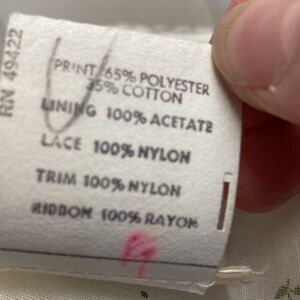 RN 49422
PRINT 65% POLYESTER
35% COTTON
LINING 100% ACETATE
LACE 100% NYLON
TRIM 100% NYLON
RIBBON 100% RAYON